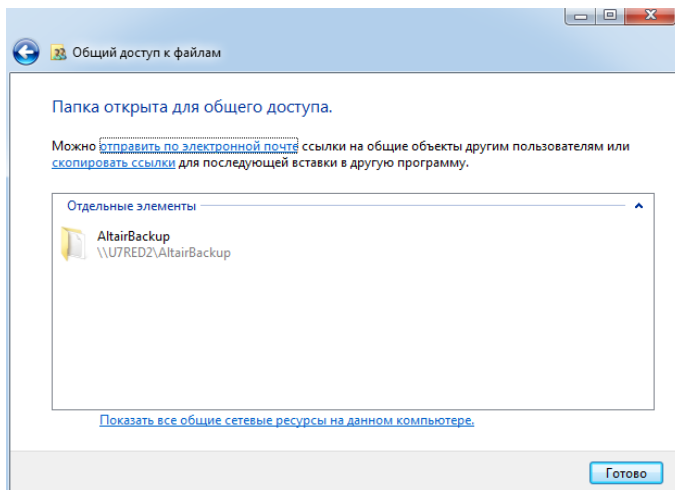 Общий доступ к файлам
Папка открыта для общего доступа.
Можно отправить по электронной почте ссылки на общие объекты другим пользователям или
скопировать ссылки для последующей вставки в другую программу.
Отдельные элементы
AltairBackup
\\U7RED2\AltairBackup
Показать все общие сетевые ресурсы на данном компьютере.
Готово